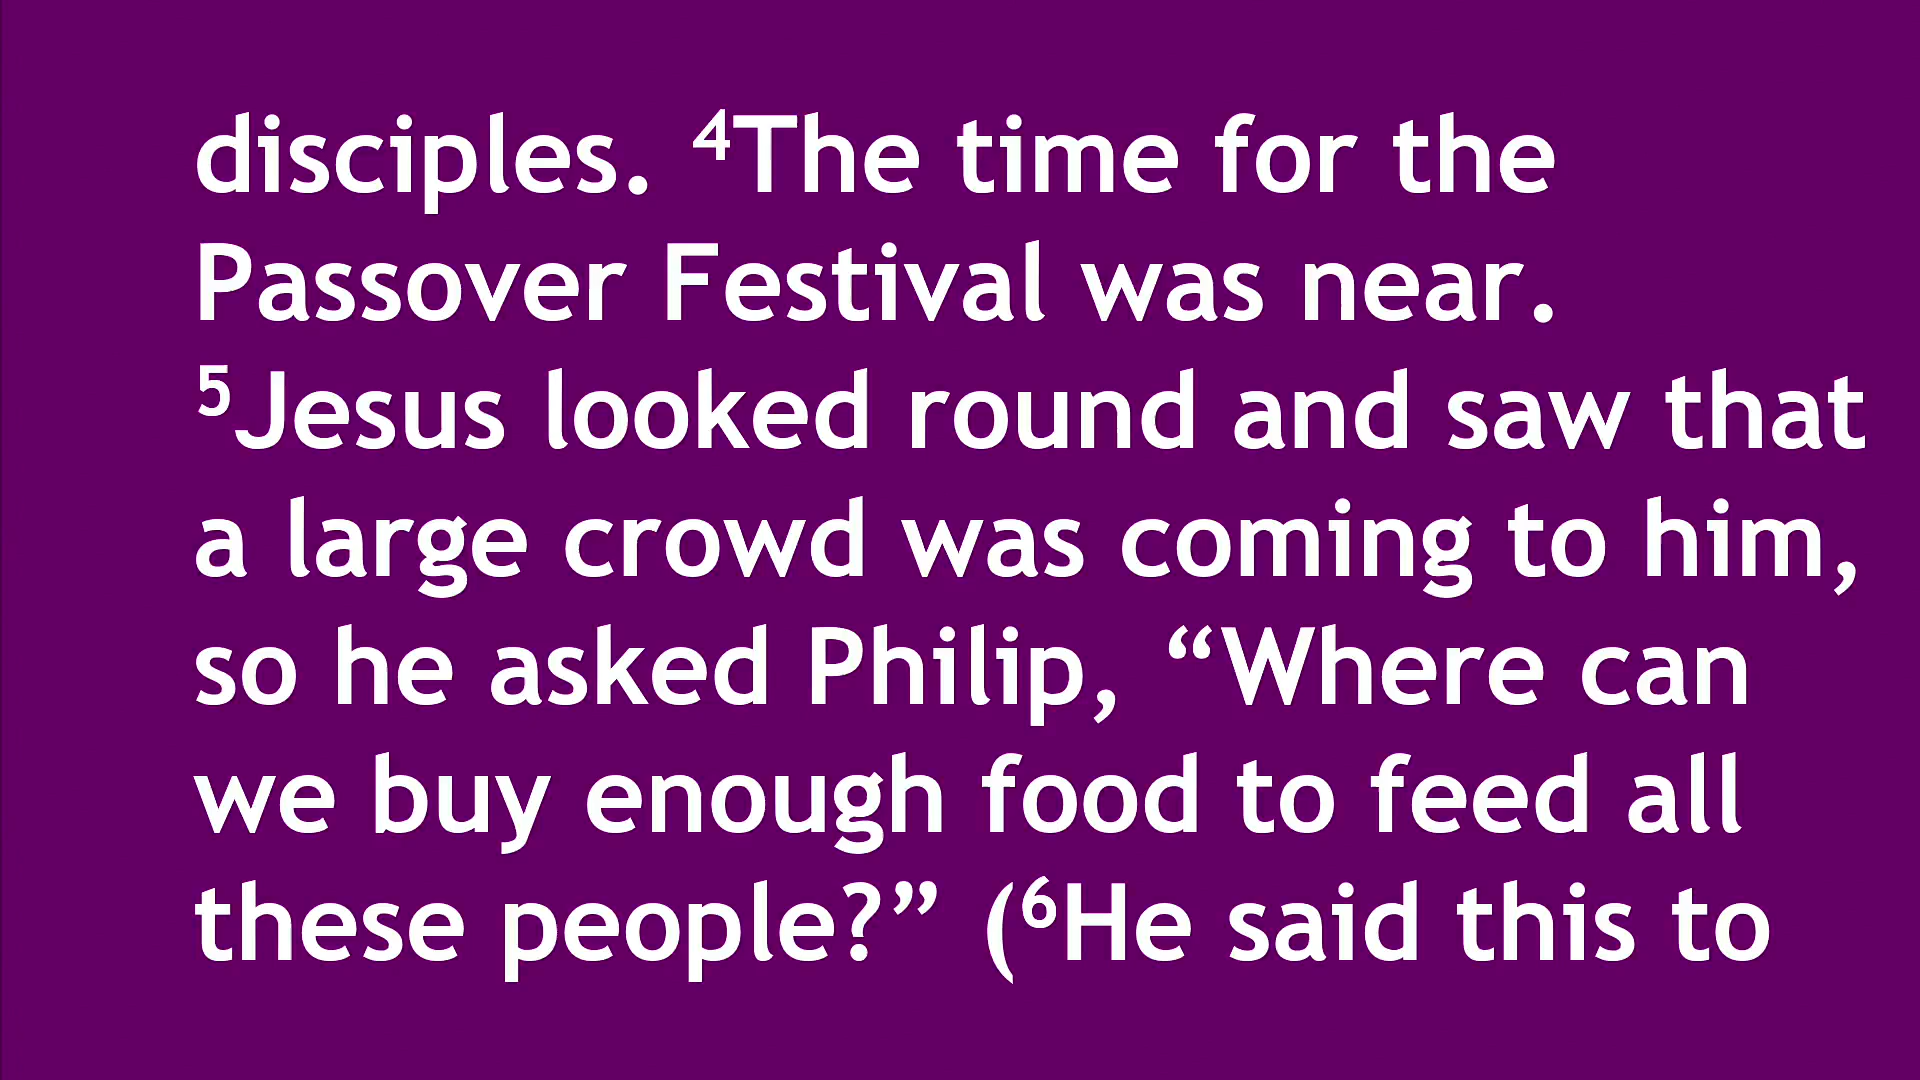 disciples. ⁴The time for the
Passover Festival was near.
⁵Jesus looked round and saw that
a large crowd was coming to him,
so he asked Philip, “Where can
we buy enough food to feed all
these people?” (⁶He said this to